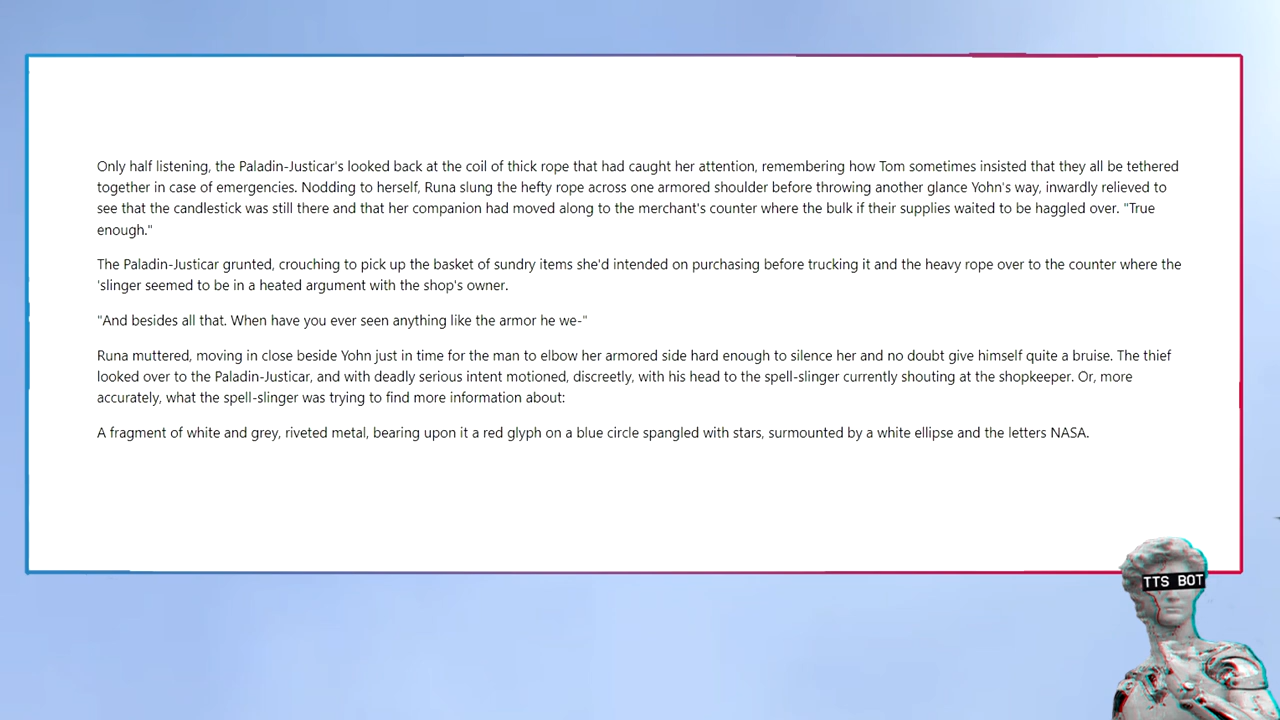 Only half listening, the Paladin-Justicar's looked back at the coil of thick rope that had caught her attention, remembering how Tom sometimes insisted that they all be tethered
together in case of emergencies. Nodding to herself, Runa slung the hefty rope across one armored shoulder before throwing another glance Yohn's way, inwardly relieved to
see that the candlestick was still there and that her companion had moved along to the merchant's counter where the bulk if their supplies waited to be haggled over. "True
enough."
The Paladin-Justicar grunted, crouching to pick up the basket of sundry items she'd intended on purchasing before trucking it and the heavy rope over to the counter where the
'slinger seemed to be in a heated argument with the shop's owner.
"And besides all that. When have you ever seen anything like the armor he we-"
Runa muttered, moving in close beside Yohn just in time for the man to elbow her armored side hard enough to silence her and no doubt give himself quite a bruise. The thief
looked over to the Paladin-Justicar, and with deadly serious intent motioned, discreetly, with his head to the spell-slinger currently shouting at the shopkeeper. Or, more
accurately, what the spell-slinger was trying to find more information about:
A fragment of white and grey, riveted metal, bearing upon it a red glyph on a blue circle spangled with stars, surmounted by a white ellipse and the letters NASA.
TTS BOT